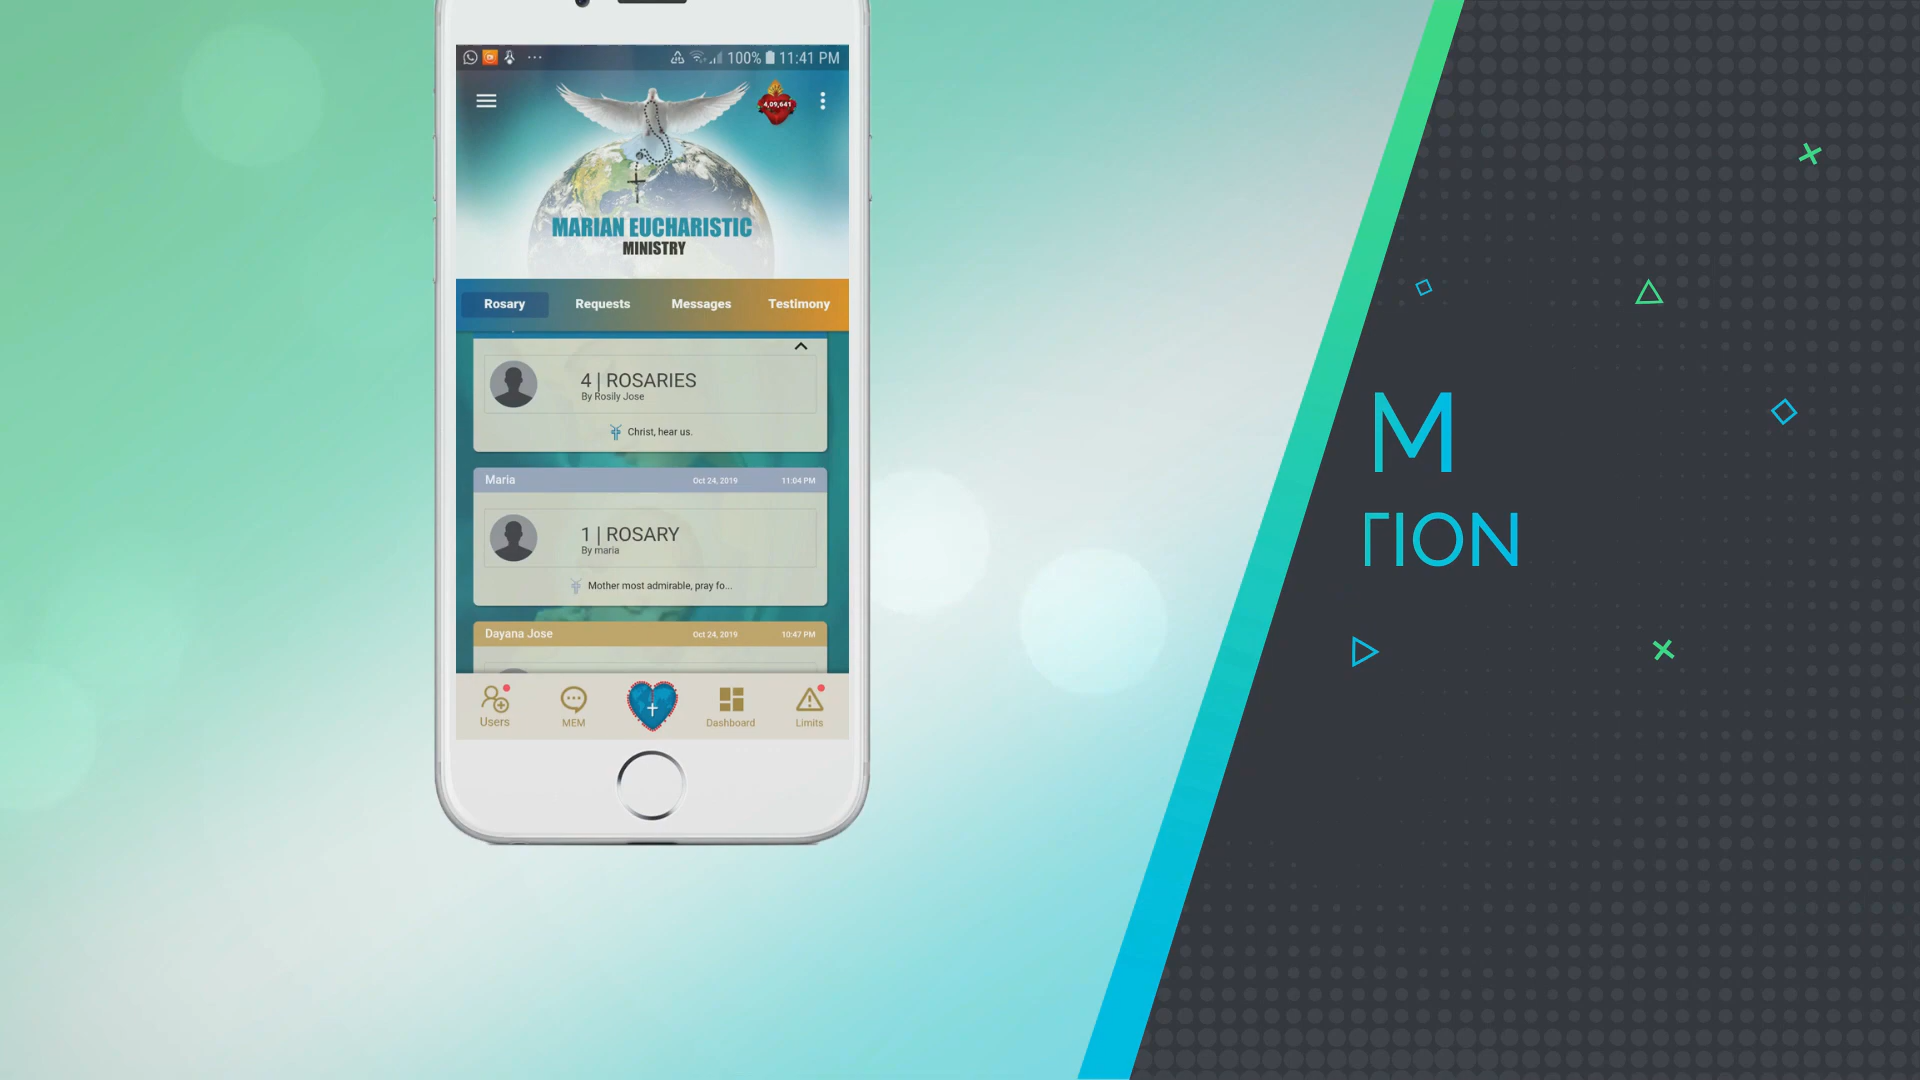 100% 11:41 PM
4,09,641
MARIAN EUCHARISTIC
MINISTRY
Rosary Requests Messages Testimony
4 | ROSARIES
By Rosily Jose
Christ, hear us.
Maria Oct 24, 2019 11:04 PM
1 | ROSARY
By maria
Mother most admirable, pray fo...
Dayana Jose Oct 24, 2019 10:47 PM
Users MEM Dashboard Limits
M
TION